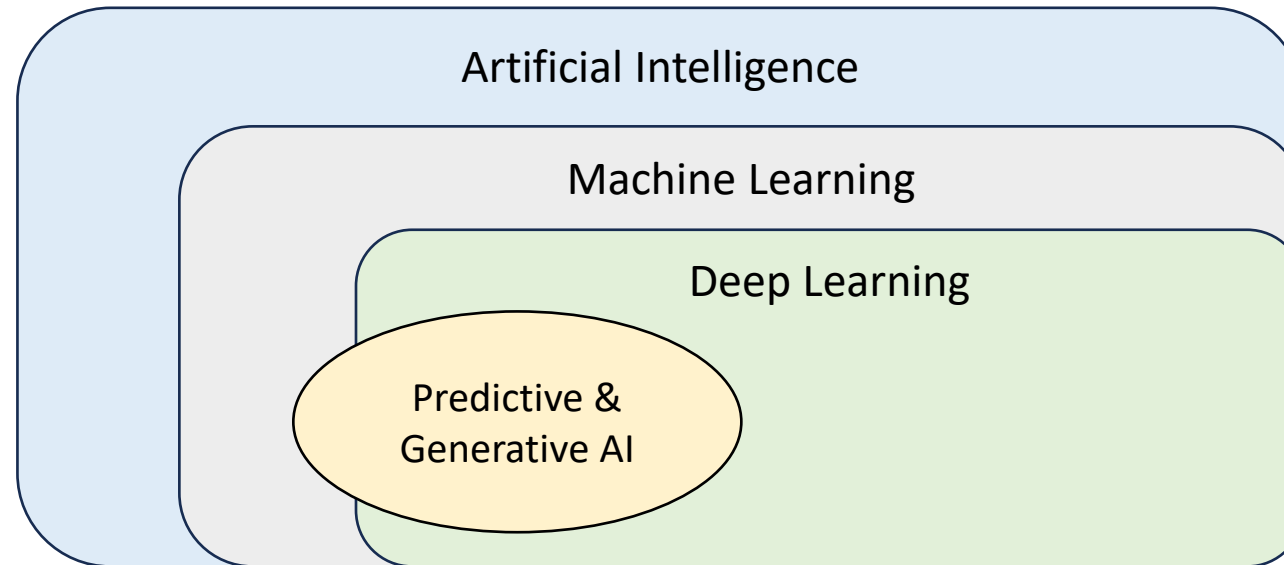 Artificial Intelligence
Machine Learning
Deep Learning
Predictive &
Generative AI